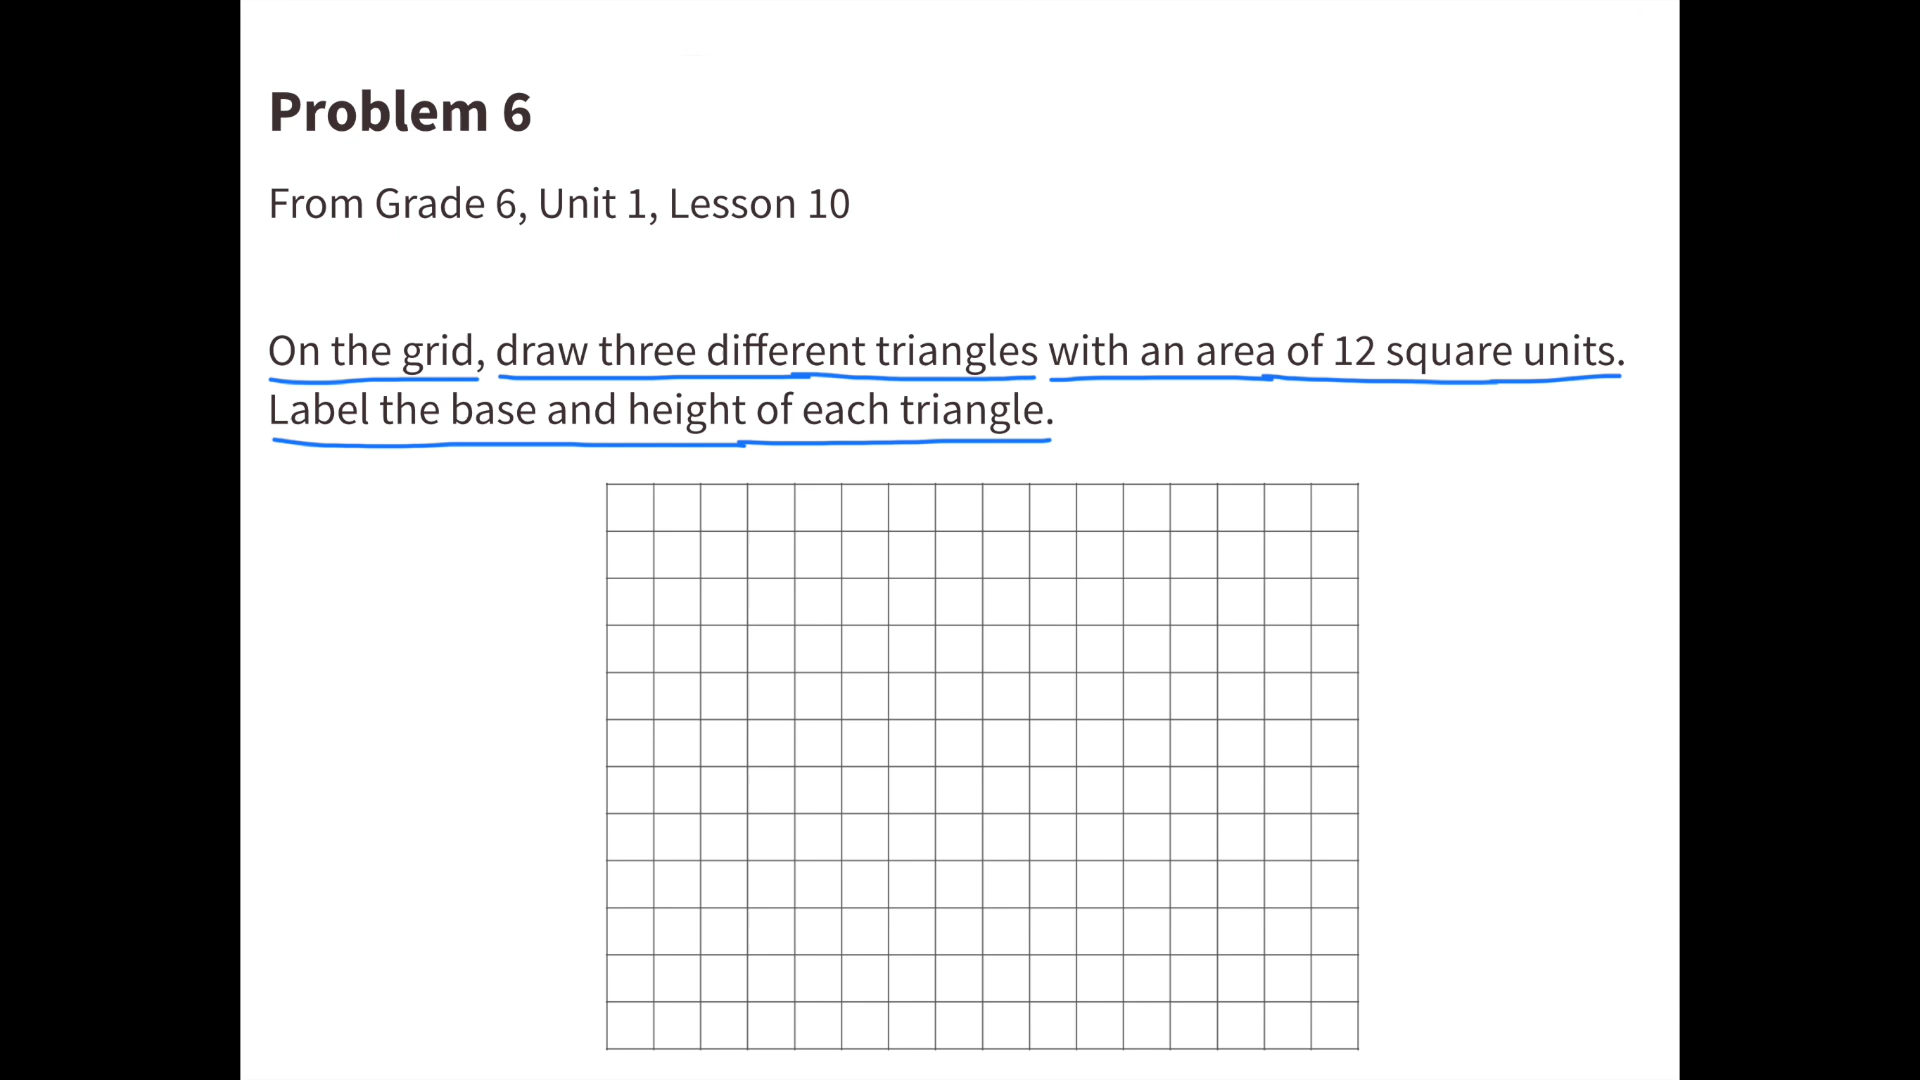 Problem 6
From Grade 6, Unit 1, Lesson 10
On the grid, draw three different triangles with an area of 12 square units.
Label the base and height of each triangle.